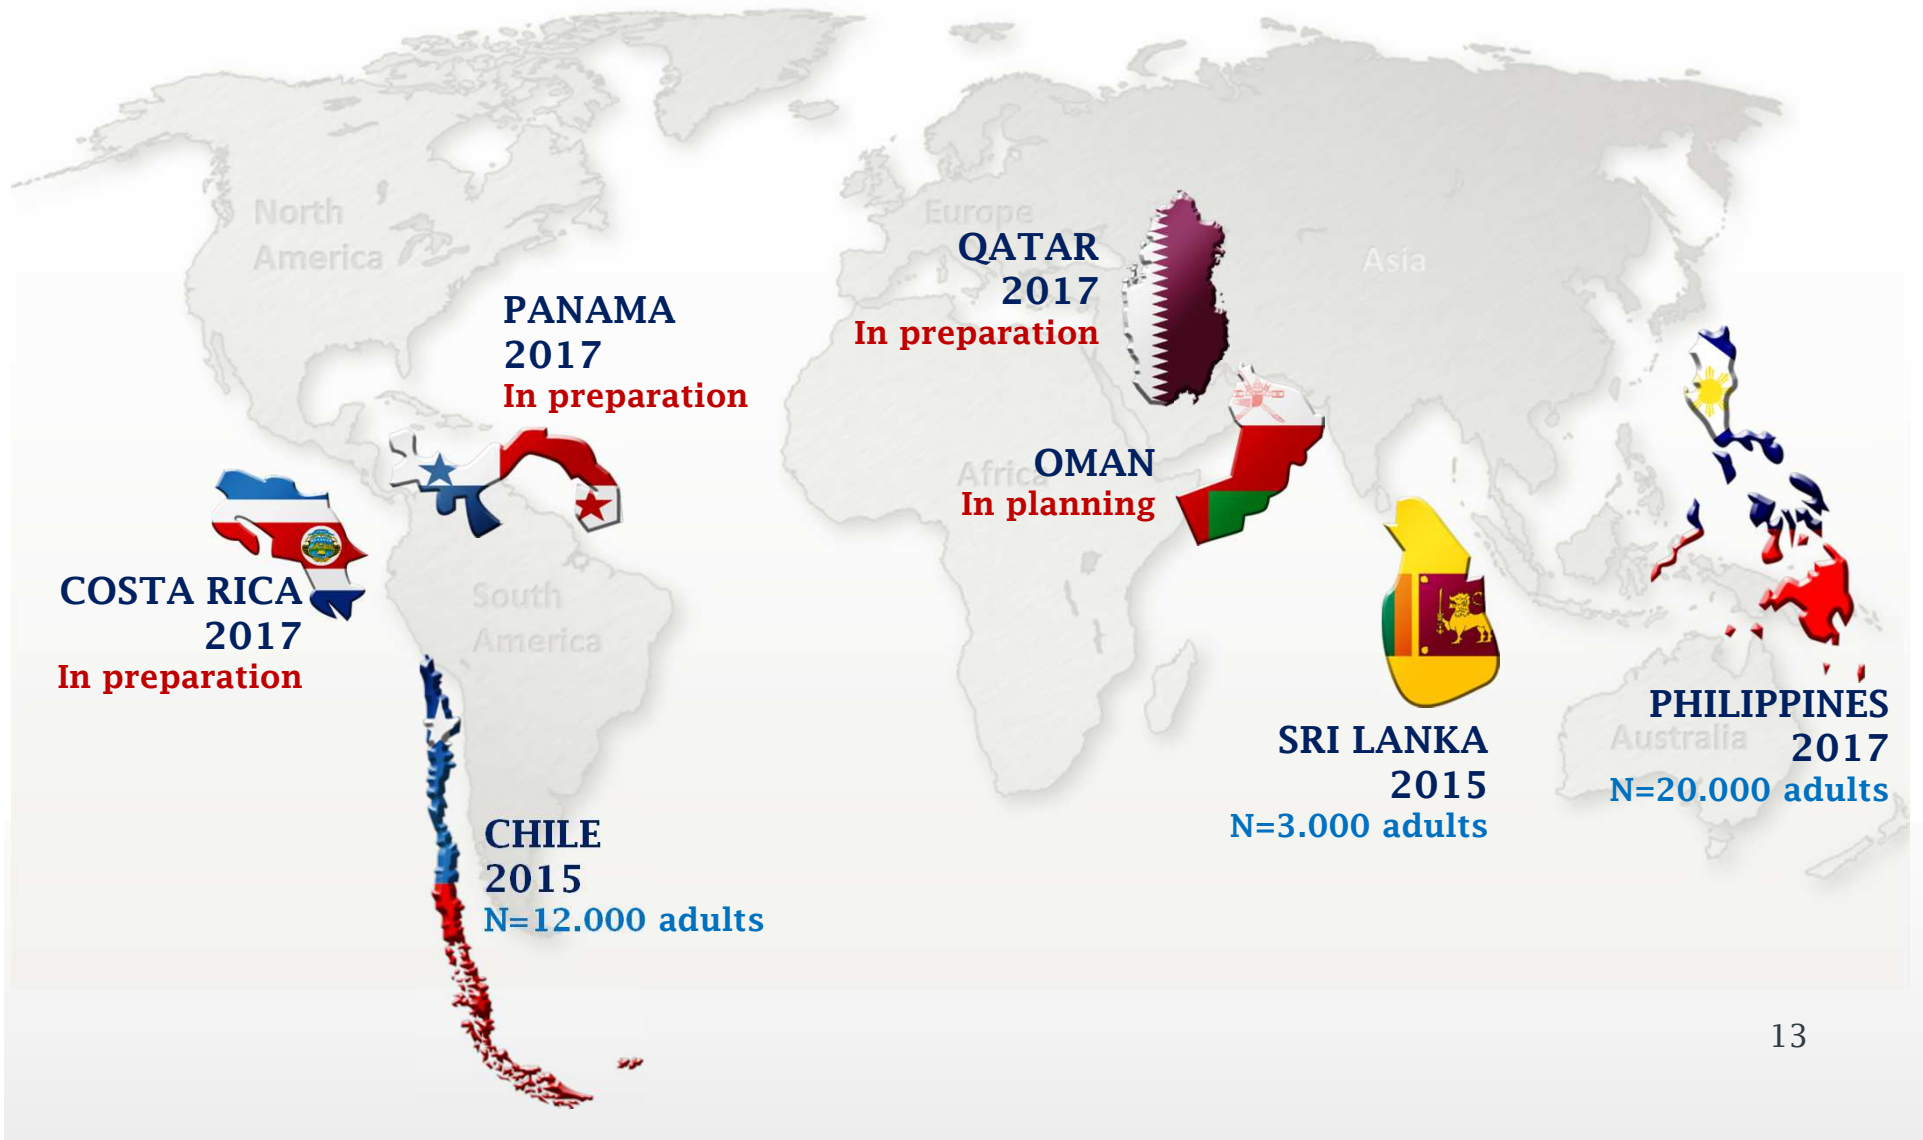 North
America
Europe
Asia
QATAR
2017
In preparation
PANAMA
2017
In preparation
Africa
OMAN
In planning
COSTA RICA
2017
In preparation
South
America
PHILIPPINES
2017
N=20.000 adults
Australia
SRI LANKA
2015
N=3.000 adults
CHILE
2015
N=12.000 adults
13